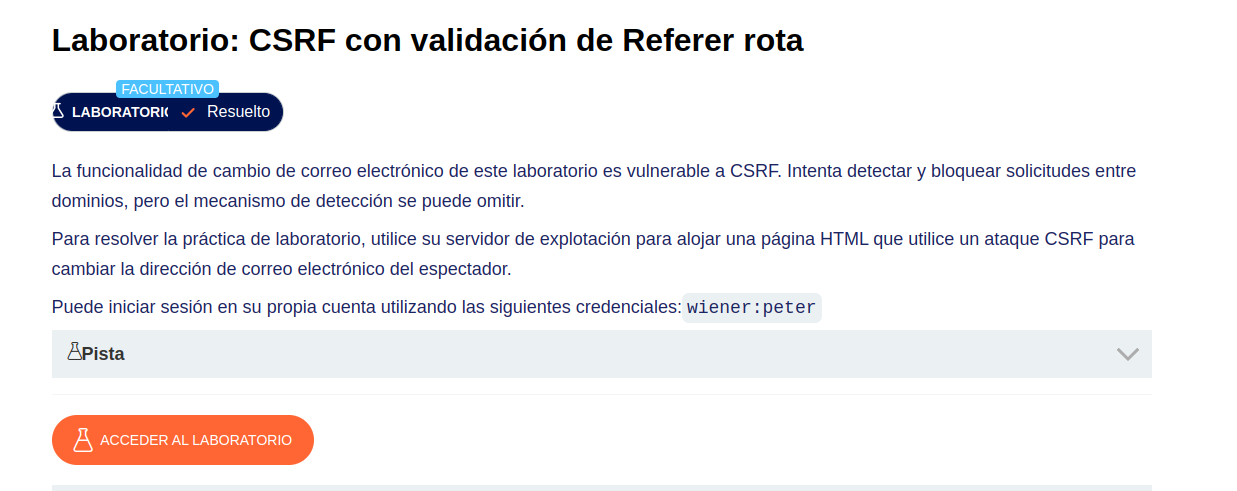 Laboratorio: CSRF con validación de Referer rota
FACULTATIVO
LABORATORIO
Resuelto
La funcionalidad de cambio de correo electrónico de este laboratorio es vulnerable a CSRF. Intenta detectar y bloquear solicitudes entre
dominios, pero el mecanismo de detección se puede omitir.
Para resolver la práctica de laboratorio, utilice su servidor de explotación para alojar una página HTML que utilice un ataque CSRF para
cambiar la dirección de correo electrónico del espectador.
Puede iniciar sesión en su propia cuenta utilizando las siguientes credenciales: wiener:peter
Pista
ACCEDER AL LABORATORIO